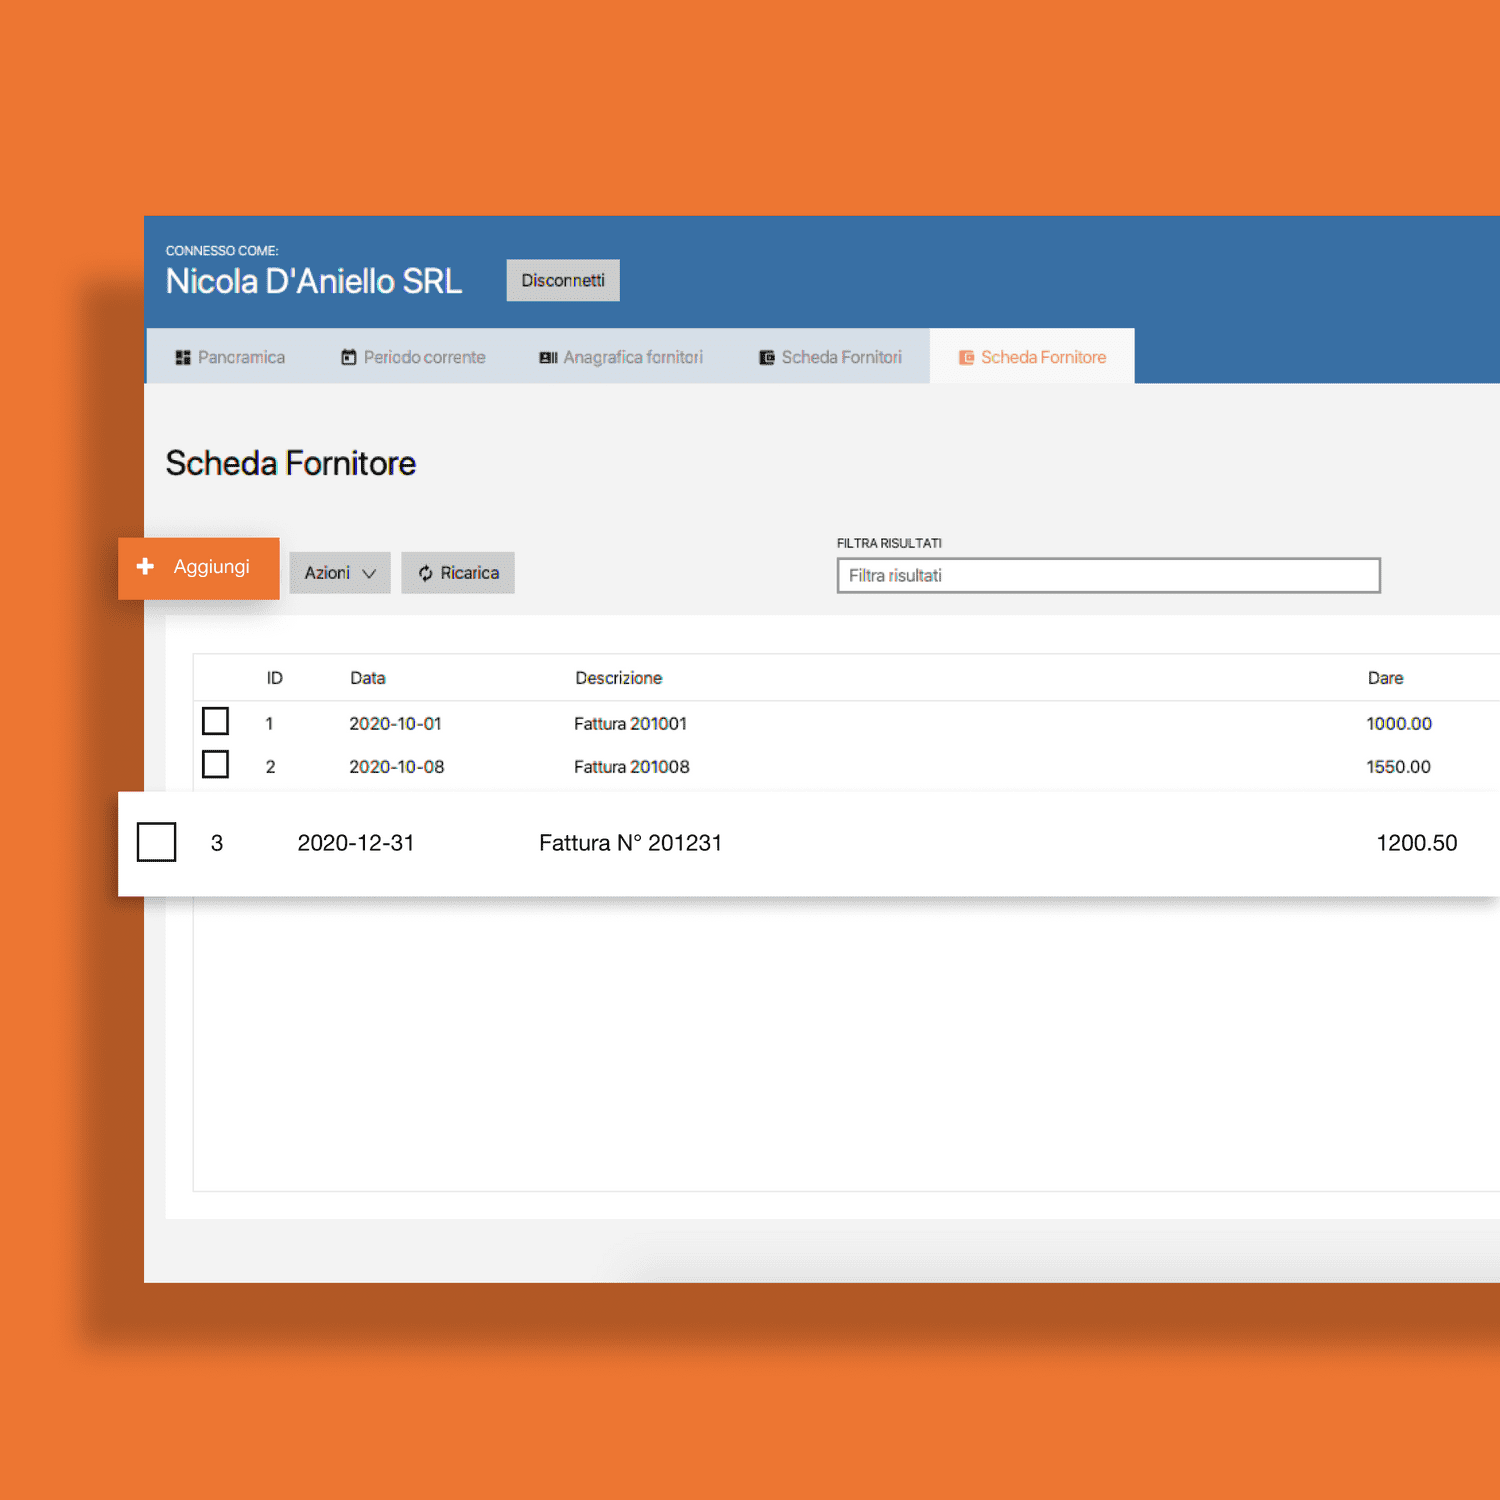 CONNESSO COME:
Nicola D'Aniello SRL
Disconnetti
Panoramica Periodo corrente Anagrafica fornitori Scheda Fornitori Scheda Fornitore
Scheda Fornitore
Aggiungi Azioni Ricarica
FILTRA RISULTATI
Filtra risultati
ID Data Descrizione Dare
1 2020-10-01 Fattura 201001 1000.00
2 2020-10-08 Fattura 201008 1550.00
3 2020-12-31 Fattura N° 201231 1200.50